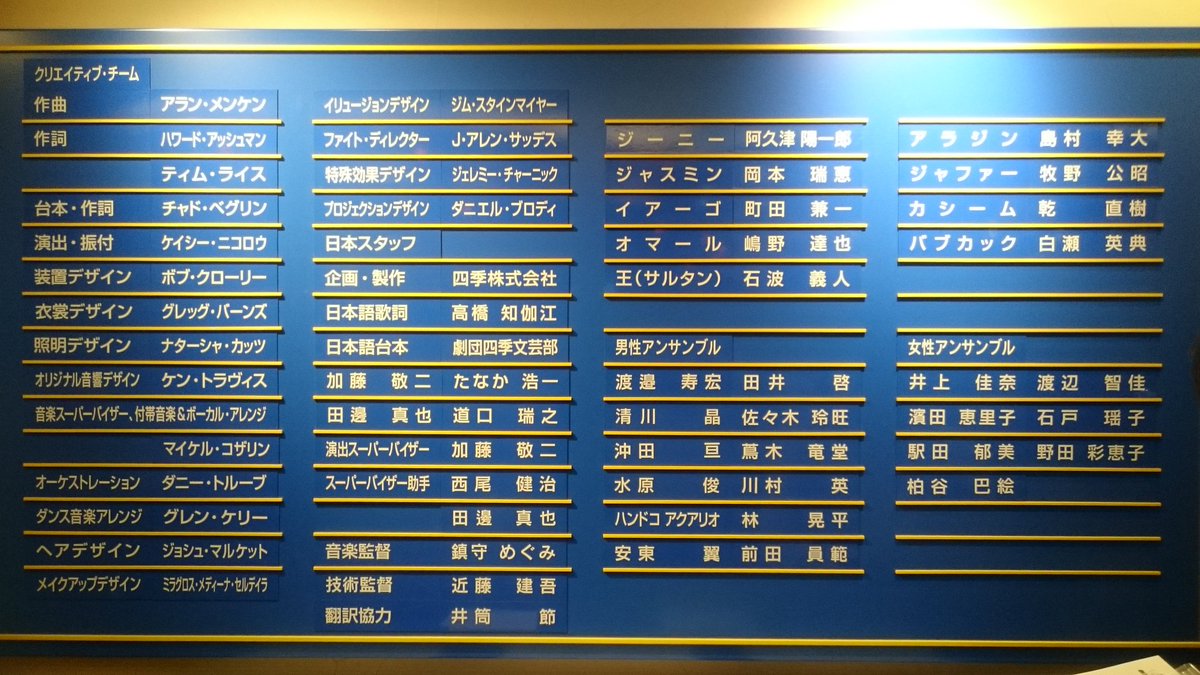 クリエイティブ・チーム
作曲 アラン・メンケン
作詞 ハワード・アッシュマン
ティム・ライス
台本・作詞 チャド・ベグリン
演出・振付 ケイシー・ニコロウ
装置デザイン ボブ・クローリー
衣裳デザイン グレッグ・バーンズ
照明デザイン ナターシャ・カッツ
オリジナル音響デザイン ケン・トラヴィス
音楽スーパーバイザー、付帯音楽&ボーカル・アレンジ
マイケル・コザリン
オーケストレーション ダニー・トルーブ
ダンス音楽アレンジ グレン・ケリー
ヘアデザイン ジョシュ・マルケット
メイクアップデザイン ミラグロス・メディーナ・セルデイラ
イリュージョンデザイン ジム・スタインマイヤー
ファイト・ディレクター J・アレン・サッデス
特殊効果デザイン ジェレミー・チャーニック
プロジェクションデザイン ダニエル・ブロディ
日本スタッフ
企画・製作 四季株式会社
日本語歌詞 高橋 知伽江
日本語台本 劇団四季文芸部
加藤 敬二 たなか 浩一
田邊 真也 道口 瑞之
演出スーパーバイザー 加藤 敬二
スーパーバイザー助手 西尾 健治
田邊 真也
音楽監督 鎮守 めぐみ
技術監督 近藤 建吾
翻訳協力 井筒 節
ジーニー 阿久津 陽一郎
ジャスミン 岡本 瑞恵
イアーゴ 町田 兼一
オマール 嶋野 達也
王(サルタン) 石波 義人
男性アンサンブル
渡邉 寿宏 田井 啓
清川 晶 佐々木 玲旺
沖田 亘 蔦木 竜堂
水原 俊 川村 英
ハンドコ アクアリオ 林 晃平
安東 翼 前田 員範
アラジン 島村 幸大
ジャファー 牧野 公昭
カシーム 乾 直樹
バブカック 白瀬 英典
女性アンサンブル
井上 佳奈 渡辺 智佳
濱田 恵里子 石戸 瑶子
駅田 郁美 野田 彩恵子
柏谷 巴絵